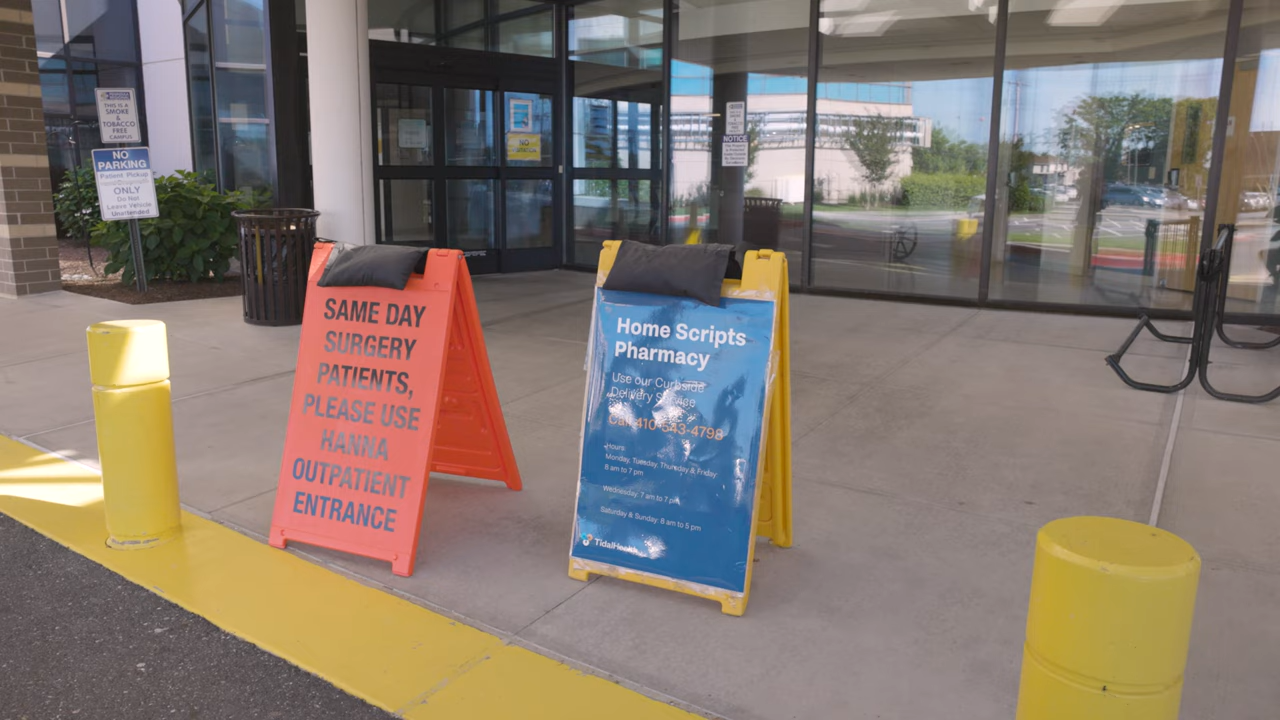 THIS IS A
SMOKE
&
TOBACCO
FREE
CAMPUS
NO
PARKING
Patient Pickup
ONLY
Do Not
Leave Vehicle
Unattended
NOTICE
SAME DAY
SURGERY
PATIENTS,
PLEASE USE
HANNA
OUTPATIENT
ENTRANCE
Home Scripts
Pharmacy
Use our Curbside
Delivery Service
Call 410-543-4798
Hours:
Monday, Tuesday, Thursday & Friday
8 am to 7 pm
Wednesday 7 am to 7 pm
Saturday & Sunday: 8 am to 5 pm
TidalHealth